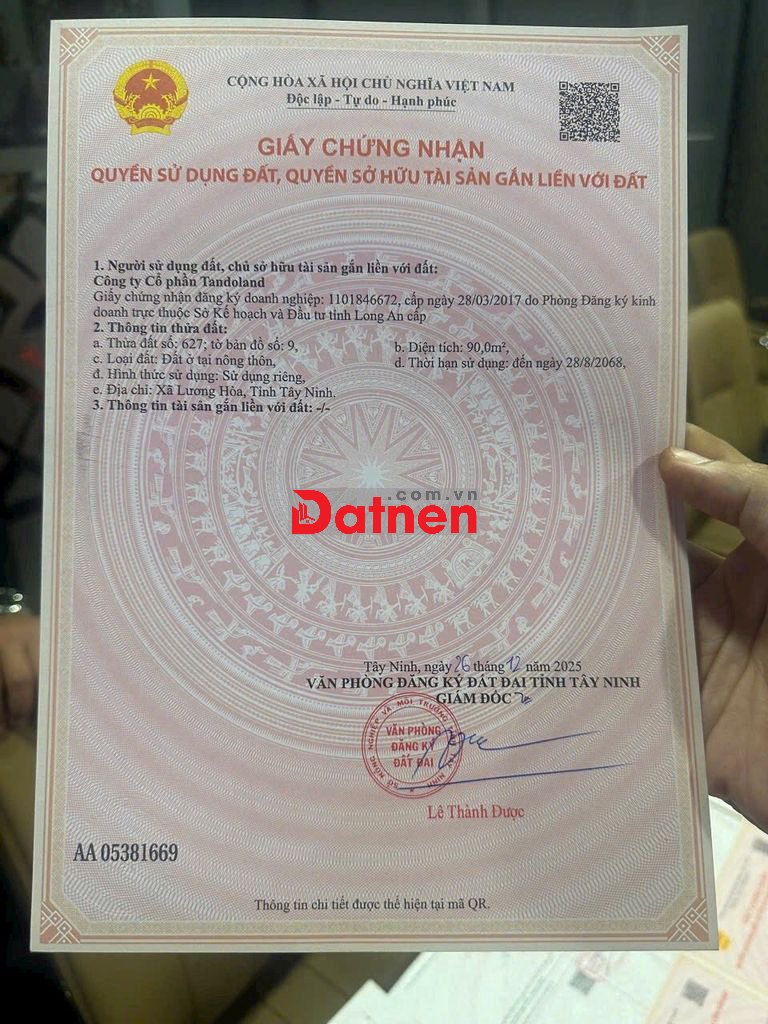 CỘNG HÒA XÃ HỘI CHỦ NGHĨA VIỆT NAM
Độc lập - Tự do - Hạnh phúc
GIẤY CHỨNG NHẬN
QUYỀN SỬ DỤNG ĐẤT, QUYỀN SỞ HỮU TÀI SẢN GẮN LIỀN VỚI ĐẤT
1. Người sử dụng đất, chủ sở hữu tài sản gắn liền với đất:
Công ty Cổ phần Tandoland
Giấy chứng nhận đăng ký doanh nghiệp: 1101846672, cấp ngày 28/03/2017 do Phòng Đăng ký kinh
doanh trực thuộc Sở Kế hoạch và Đầu tư tỉnh Long An cấp
2. Thông tin thửa đất:
a. Thửa đất số: 627; tờ bản đồ số: 9, b. Diện tích: 90,0m²,
c. Loại đất: Đất ở tại nông thôn, d. Thời hạn sử dụng: đến ngày 28/8/2068,
đ. Hình thức sử dụng: Sử dụng riêng,
e. Địa chỉ: Xã Lương Hòa, Tỉnh Tây Ninh.
3. Thông tin tài sản gắn liền với đất: -/-
.com.vn
Datnen
Tây Ninh, ngày 26 tháng 12 năm 2025
VĂN PHÒNG ĐĂNG KÝ ĐẤT ĐAI TỈNH TÂY NINH
GIÁM ĐỐC
SỞ NÔNG NGHIỆP VÀ MÔI TRƯỜNG TÂY NINH
VĂN PHÒNG
ĐĂNG KÝ
ĐẤT ĐAI
Lê Thành Được
AA 05381669
Thông tin chi tiết được thể hiện tại mã QR.